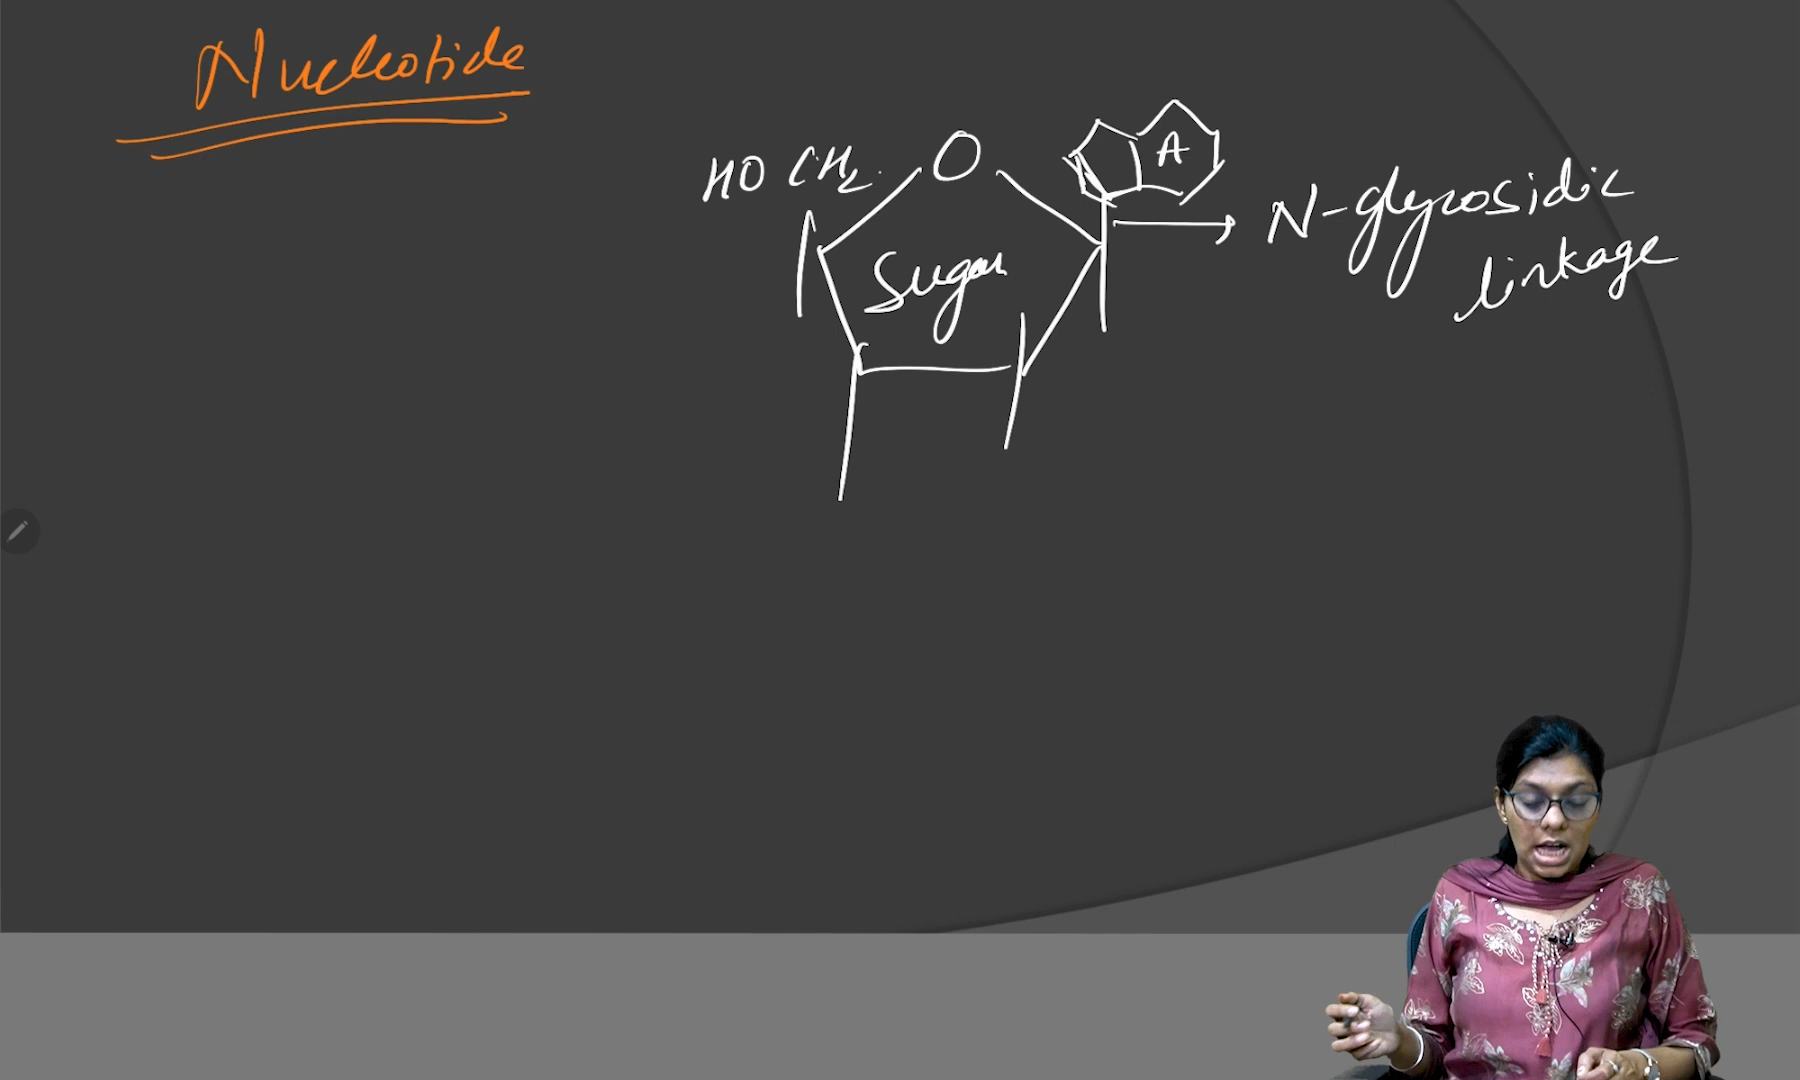 Nucleotide
HO CH2
O
A
Sugar
N-glycosidic
linkage